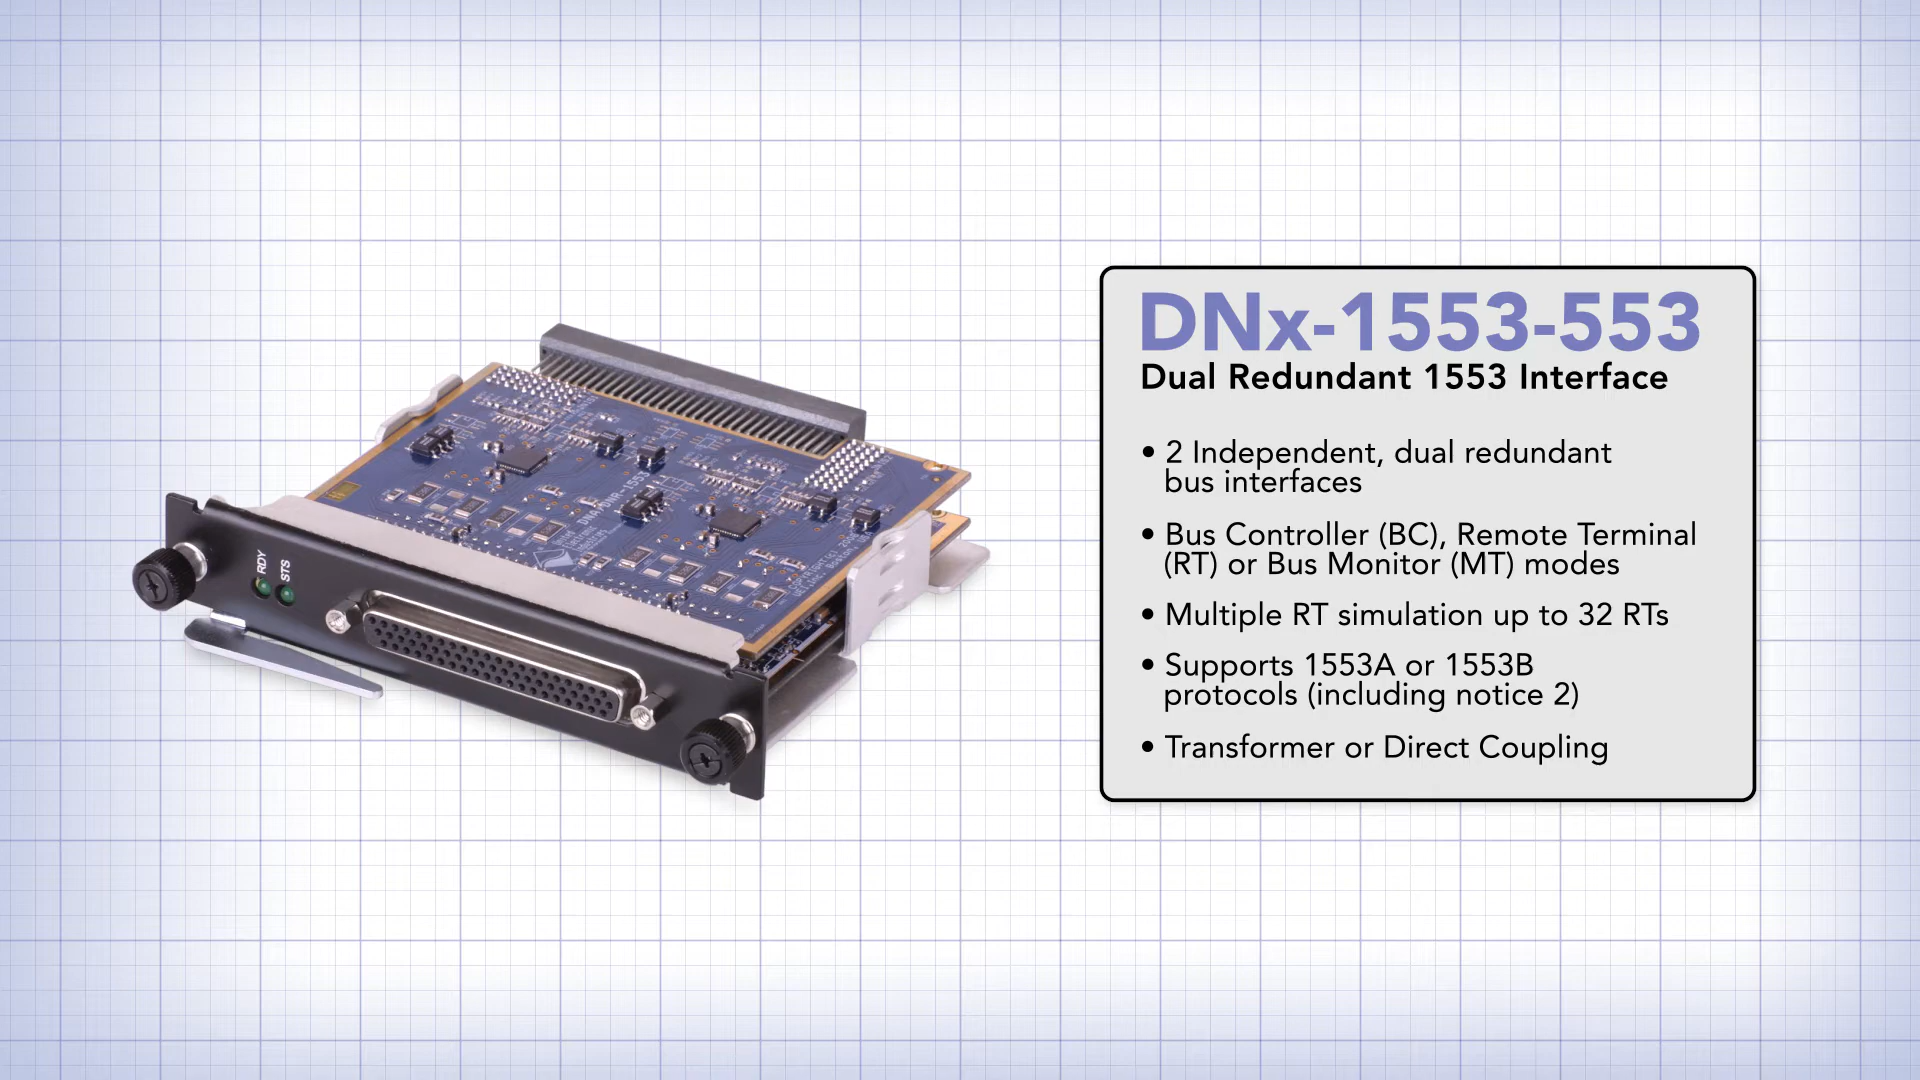 DNx-1553-553
Dual Redundant 1553 Interface
• 2 Independent, dual redundant
bus interfaces
• Bus Controller (BC), Remote Terminal
(RT) or Bus Monitor (MT) modes
• Multiple RT simulation up to 32 RTs
• Supports 1553A or 1553B
protocols (including notice 2)
• Transformer or Direct Coupling
RDY
STS